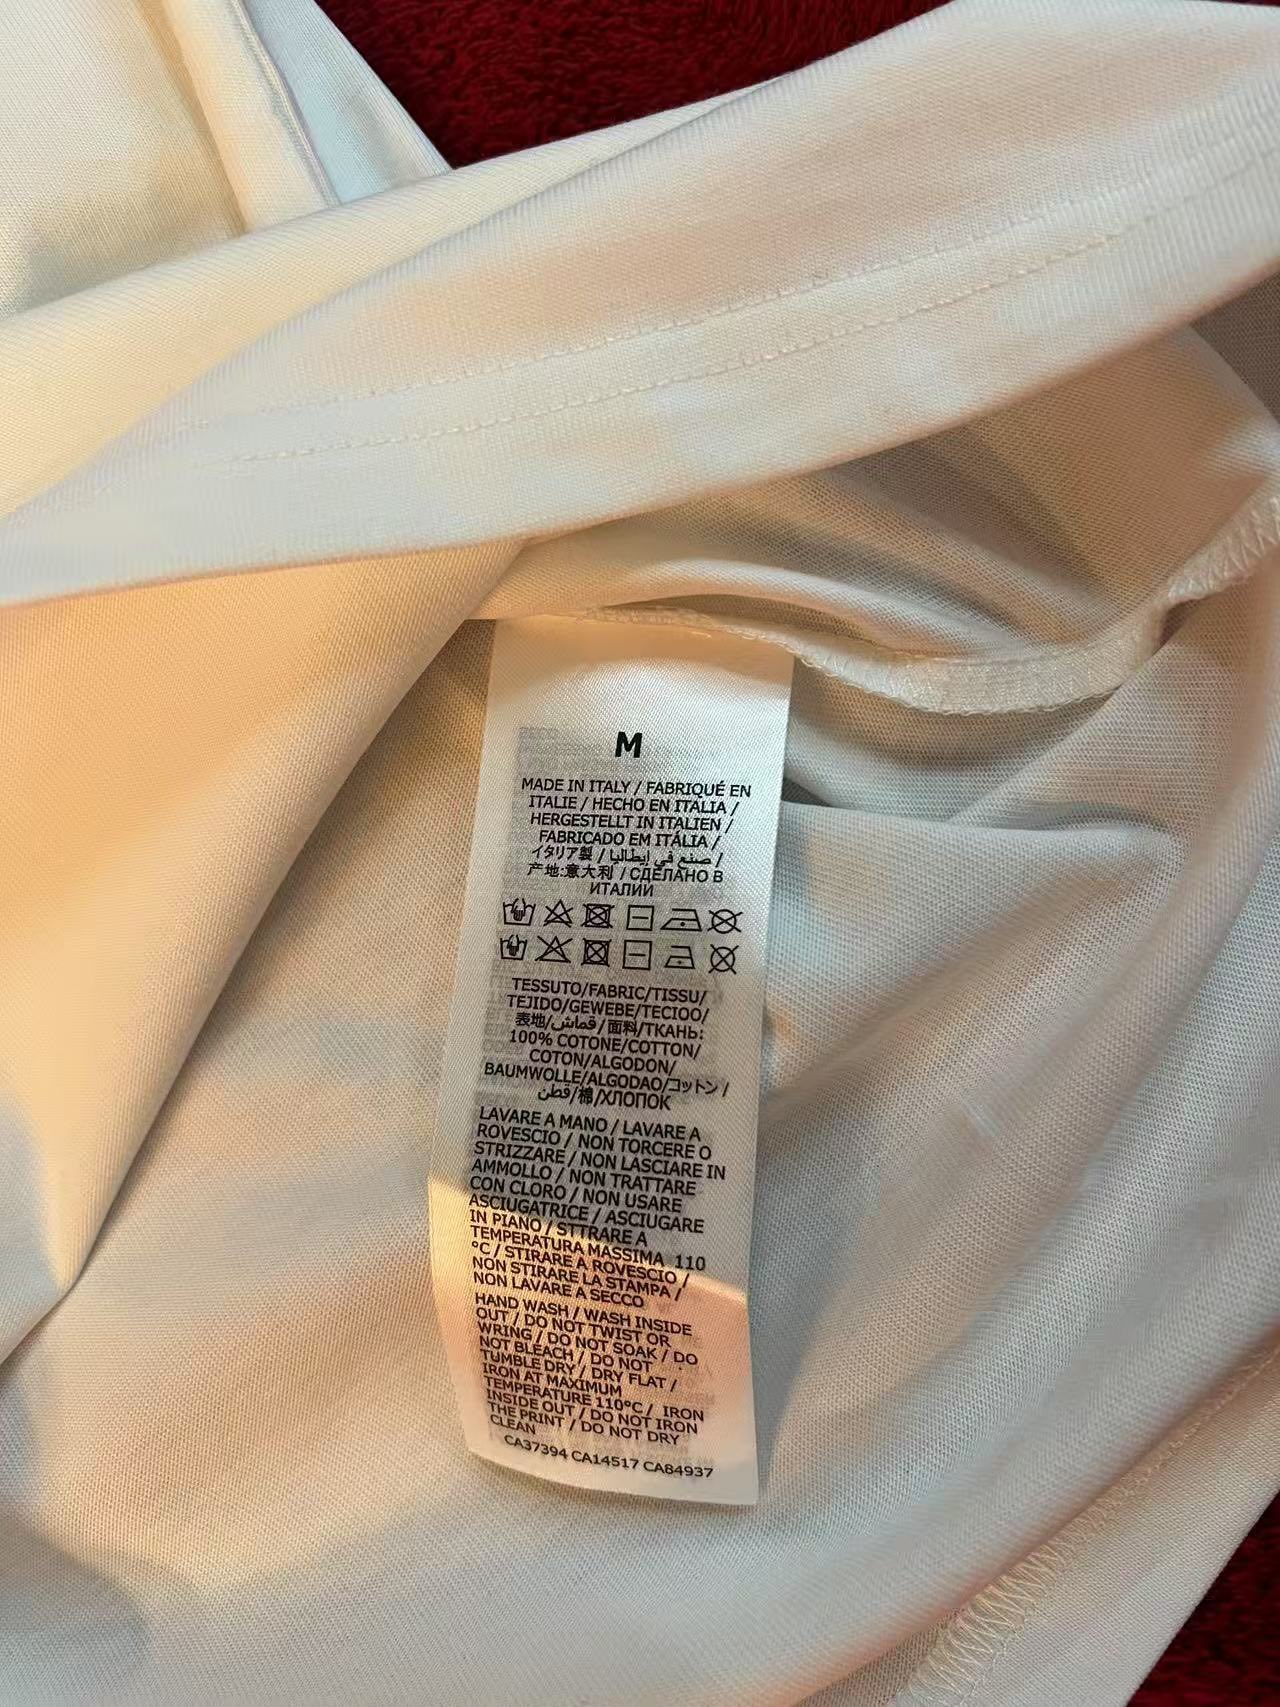 M
MADE IN ITALY / FABRIQUÉ EN
ITALIE / HECHO EN ITALIA /
HERGESTELLT IN ITALIEN /
FABRICADO EM ITÁLIA /
イタリア製 / صنع في إيطاليا /
产地:意大利 / СДЕЛАНО В
ИТАЛИИ
TESSUTO/FABRIC/TISSU/
TEJIDO/GEWEBE/TECIOO/
表地/قماش/面料/ТКАНЬ:
100% COTONE/COTTON/
COTON/ALGODON/
BAUMWOLLE/ALGODAO/コットン/
قطن/棉/ХЛОПОК
LAVARE A MANO / LAVARE A
ROVESCIO / NON TORCERE O
STRIZZARE / NON LASCIARE IN
AMMOLLO / NON TRATTARE
CON CLORO / NON USARE
ASCIUGATRICE / ASCIUGARE
IN PIANO / STTRARE A
TEMPERATURA MASSIMA 110
°C / STIRARE A ROVESCIO /
NON STIRARE LA STAMPA /
NON LAVARE A SECCO
HAND WASH / WASH INSIDE
OUT / DO NOT TWIST OR
WRING / DO NOT SOAK / DO
NOT BLEACH / DO NOT
TUMBLE DRY / DRY FLAT /
IRON AT MAXIMUM
TEMPERATURE 110°C / IRON
INSIDE OUT / DO NOT IRON
THE PRINT / DO NOT DRY
CLEAN
CA37394 CA14517 CA84937